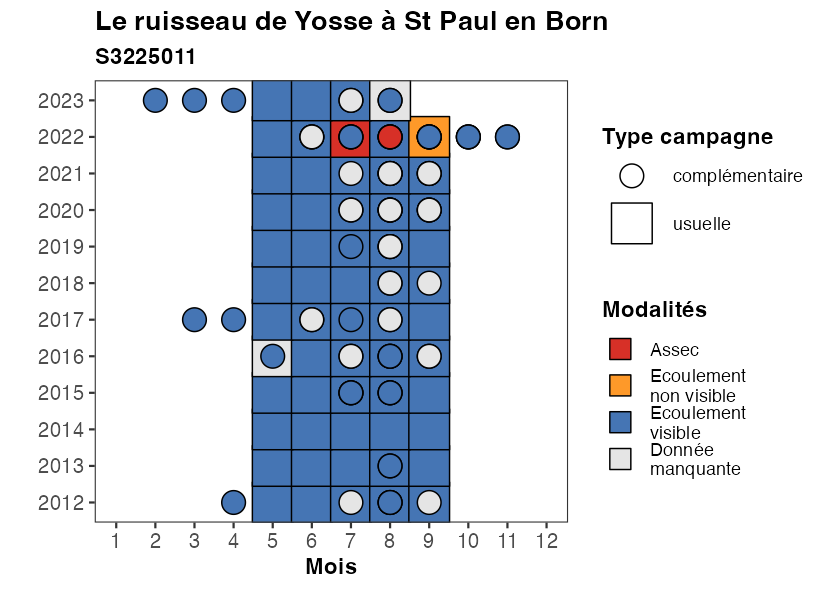 Le ruisseau de Yosse à St Paul en Born
S3225011
2023
2022
2021
2020
2019
2018
2017
2016
2015
2014
2013
2012
1 2 3 4 5 6 7 8 9 10 11 12
Mois
Type campagne
complémentaire
usuelle
Modalités
Assec
Ecoulement
non visible
Ecoulement
visible
Donnée
manquante